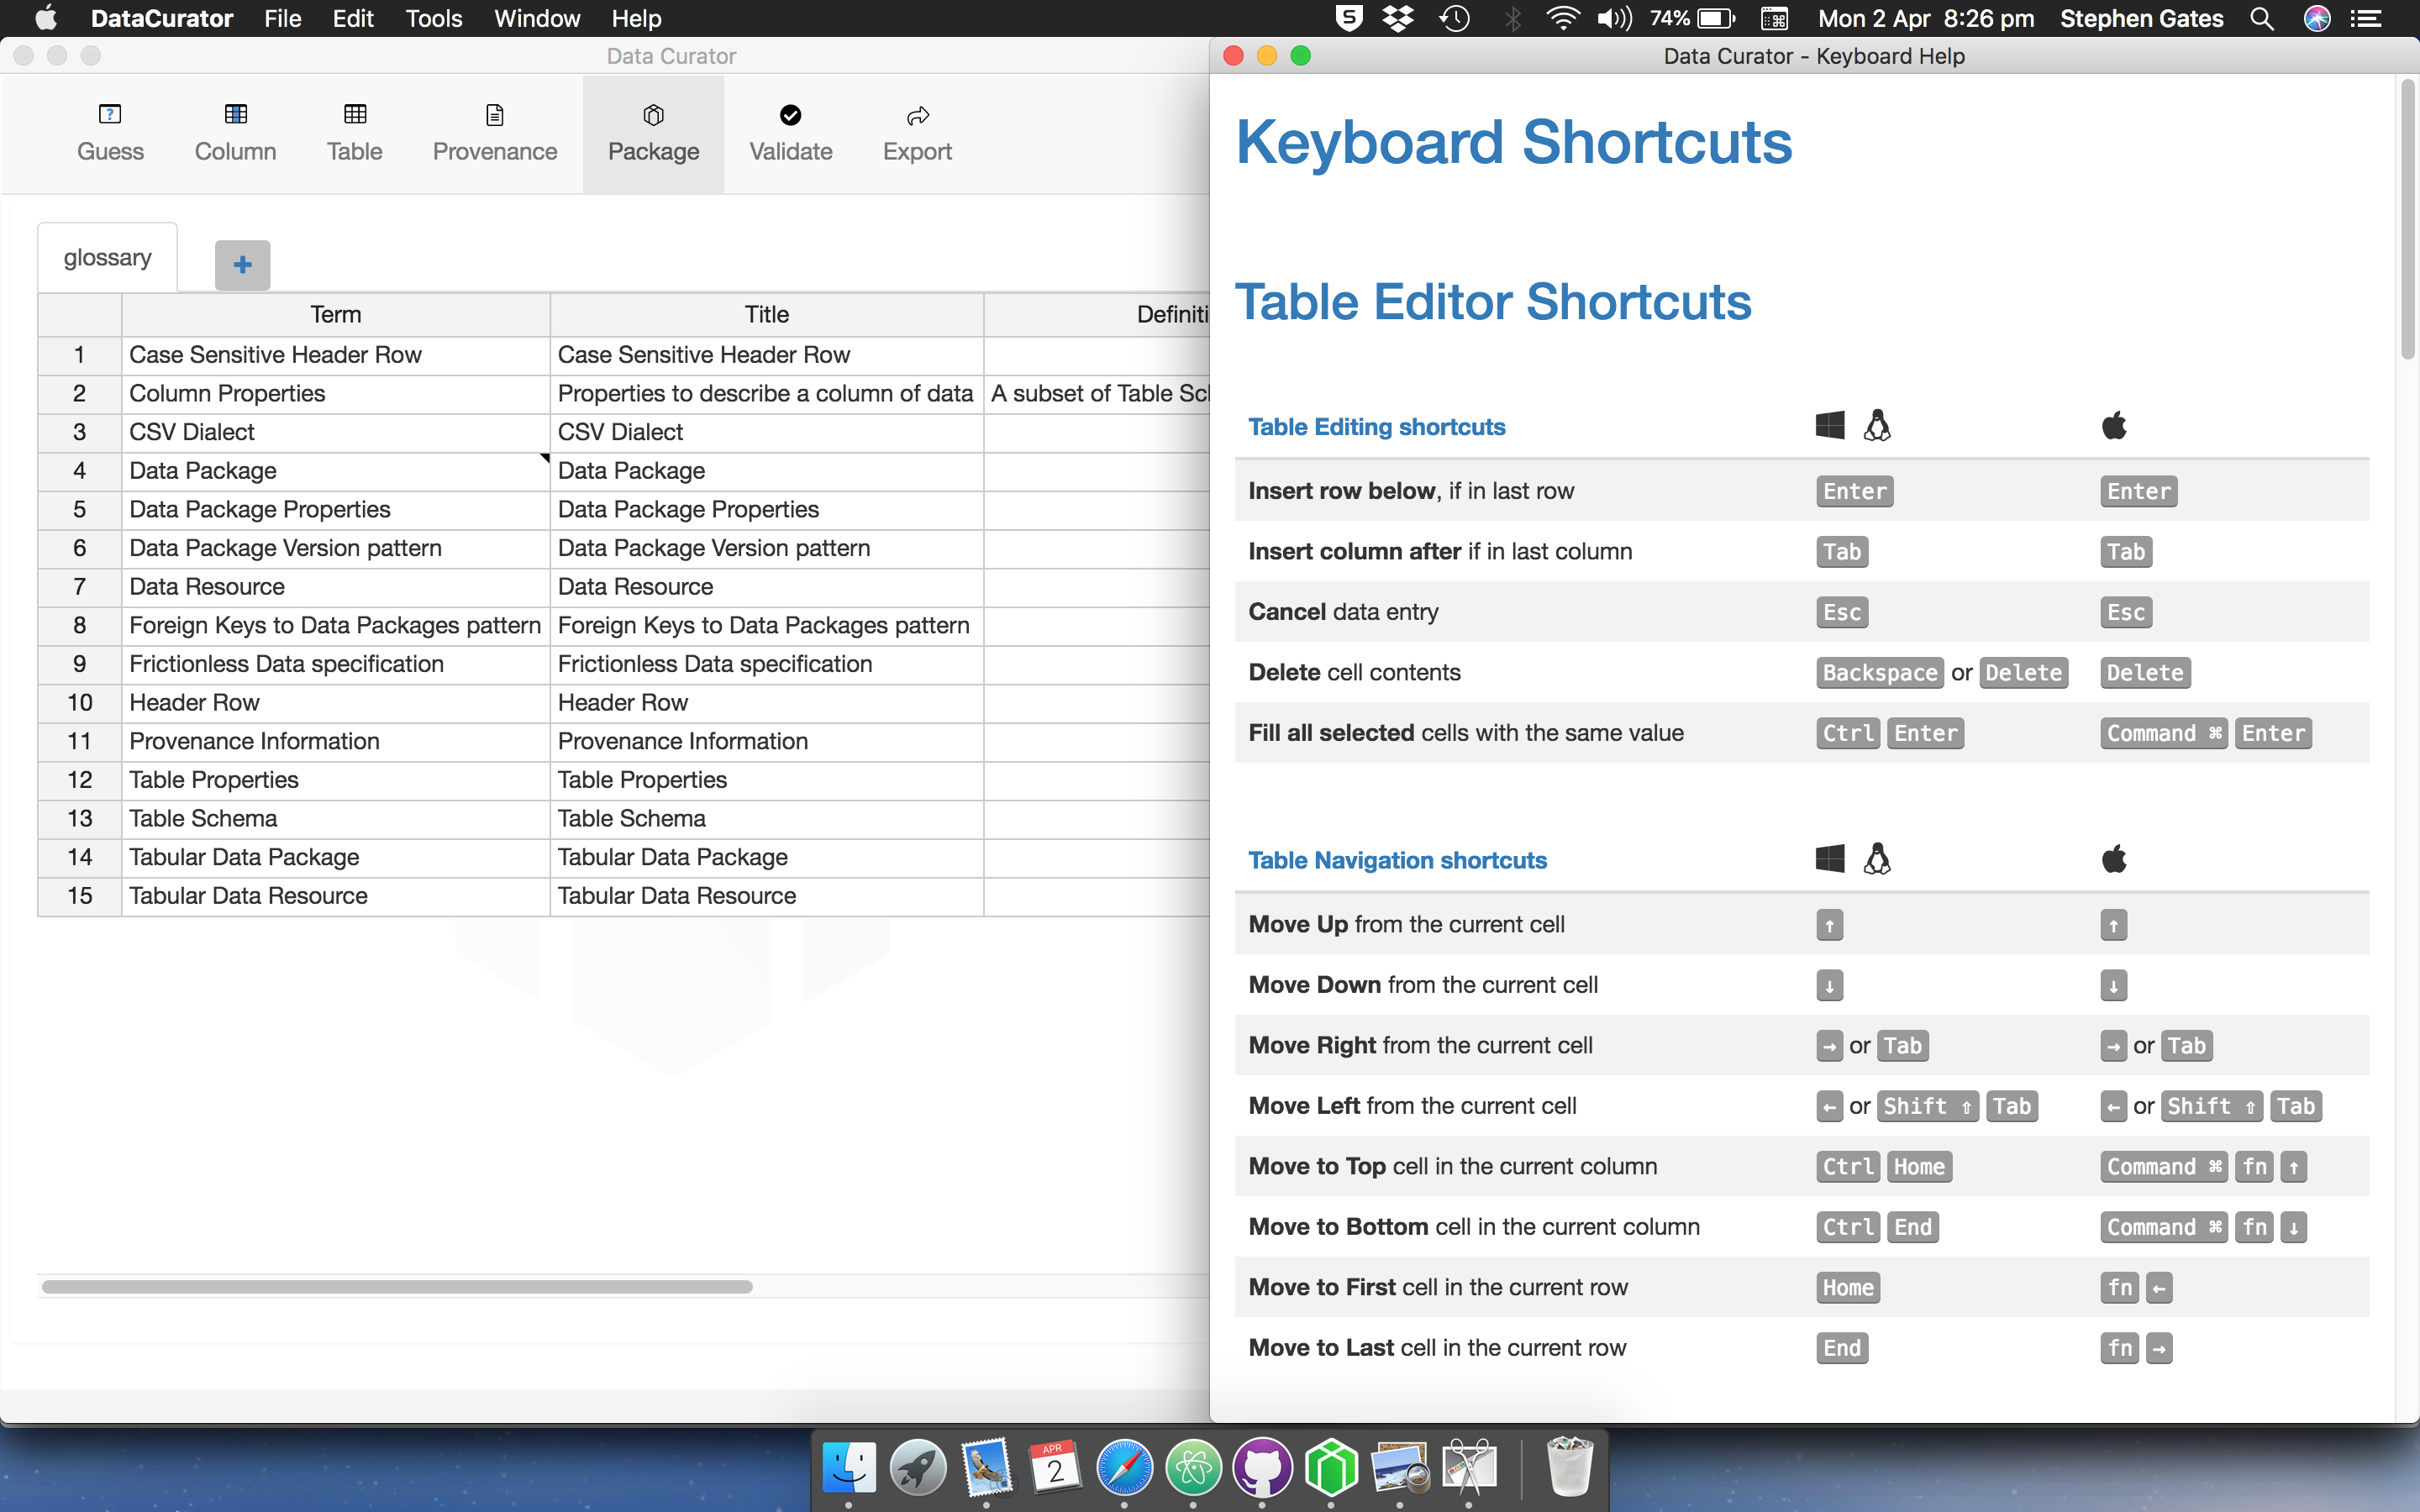 DataCurator File Edit Tools Window Help
S 74% Mon 2 Apr 8:26 pm Stephen Gates
Data Curator
? Guess Column Table Provenance Package Validate Export
glossary +
Term Title Definiti
1 Case Sensitive Header Row Case Sensitive Header Row
2 Column Properties Properties to describe a column of data A subset of Table Sc
3 CSV Dialect CSV Dialect
4 Data Package Data Package
5 Data Package Properties Data Package Properties
6 Data Package Version pattern Data Package Version pattern
7 Data Resource Data Resource
8 Foreign Keys to Data Packages pattern Foreign Keys to Data Packages pattern
9 Frictionless Data specification Frictionless Data specification
10 Header Row Header Row
11 Provenance Information Provenance Information
12 Table Properties Table Properties
13 Table Schema Table Schema
14 Tabular Data Package Tabular Data Package
15 Tabular Data Resource Tabular Data Resource
Data Curator - Keyboard Help
Keyboard Shortcuts
Table Editor Shortcuts
Table Editing shortcuts
Insert row below, if in last row Enter Enter
Insert column after if in last column Tab Tab
Cancel data entry Esc Esc
Delete cell contents Backspace or Delete Delete
Fill all selected cells with the same value Ctrl Enter Command ⌘ Enter
Table Navigation shortcuts
Move Up from the current cell ↑ ↑
Move Down from the current cell ↓ ↓
Move Right from the current cell → or Tab → or Tab
Move Left from the current cell ← or Shift ⇧ Tab ← or Shift ⇧ Tab
Move to Top cell in the current column Ctrl Home Command ⌘ fn ↑
Move to Bottom cell in the current column Ctrl End Command ⌘ fn ↓
Move to First cell in the current row Home fn ←
Move to Last cell in the current row End fn →
APR
2